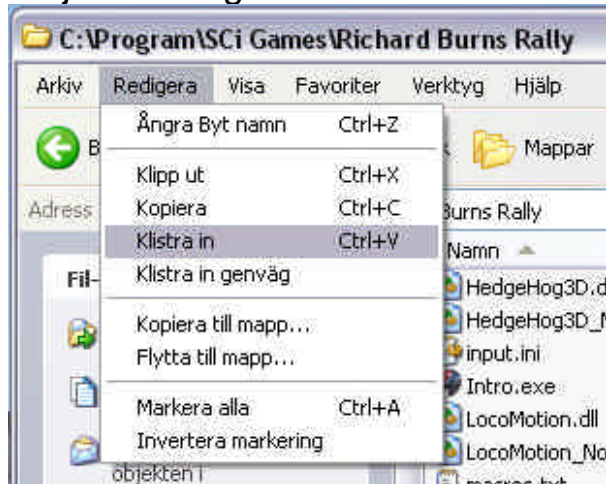 C:\Program\SCi Games\Richard Burns Rally
Arkiv Redigera Visa Favoriter Verktyg Hjälp
Ångra Byt namn Ctrl+Z
Mappar
Klipp ut Ctrl+X
Adress Kopiera Ctrl+C Burns Rally
Klistra in Ctrl+V Namn
Fil- Klistra in genväg HedgeHog3D.d
Kopiera till mapp... HedgeHog3D_
Flytta till mapp... input.ini
Intro.exe
Markera alla Ctrl+A LocoMotion.dll
Invertera markering LocoMotion_No
objekten i